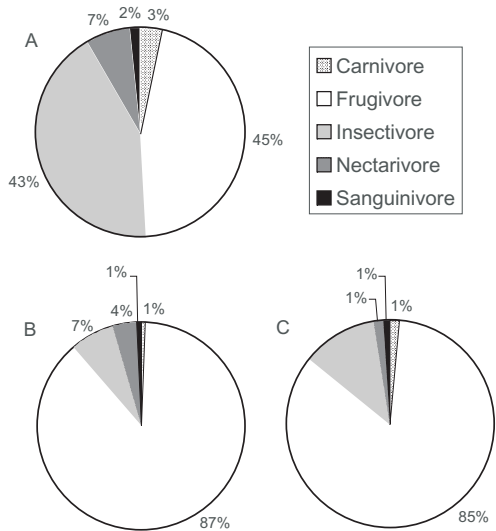 A
7%
2%
3%
45%
43%
Carnivore
Frugivore
Insectivore
Nectarivore
Sanguinivore
B
1%
7%
4%
1%
87%
C
1%
1%
1%
85%